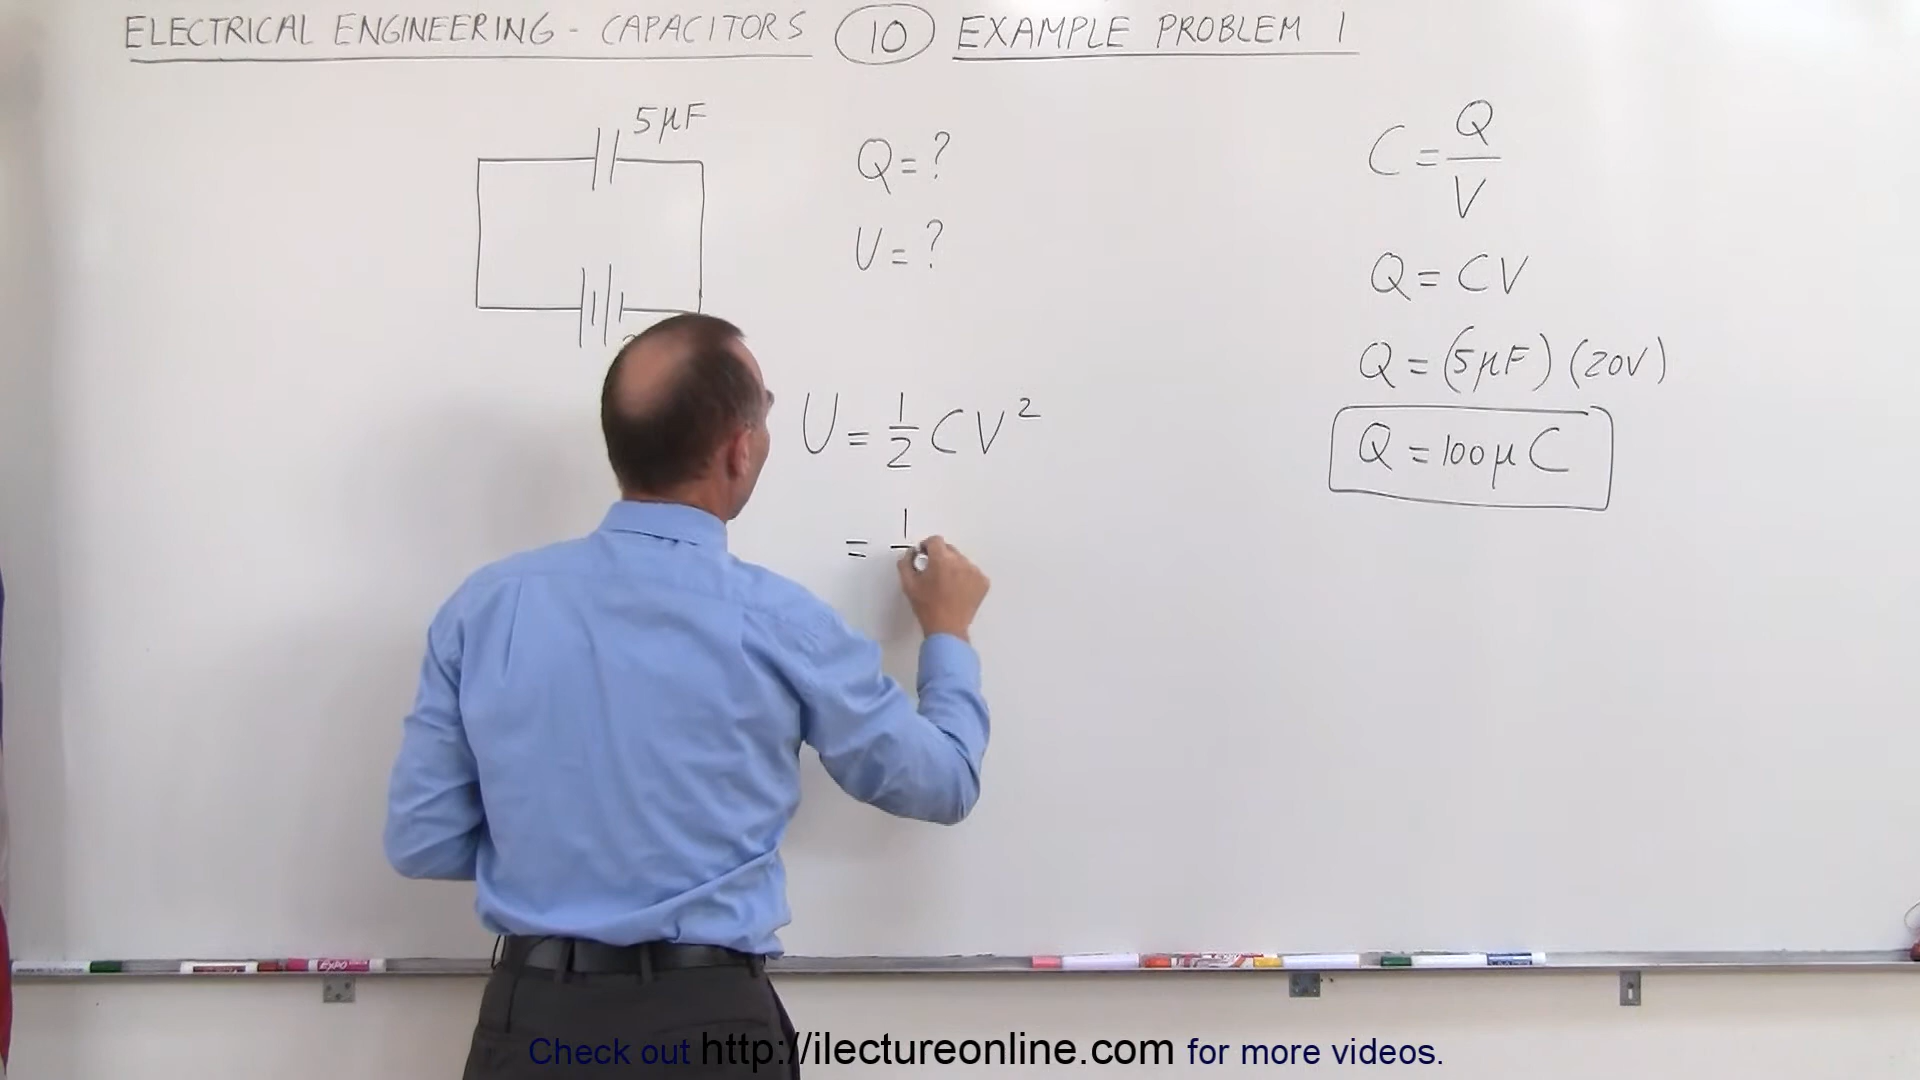 ELECTRICAL ENGINEERING - CAPACITORS 10 EXAMPLE PROBLEM 1
5μF
Q = ?
U = ?
U = 1/2 CV²
= 1
C = Q/V
Q = CV
Q = (5μF) (20V)
Q = 100μC
EXPO
Check out http://ilectureonline.com for more videos.